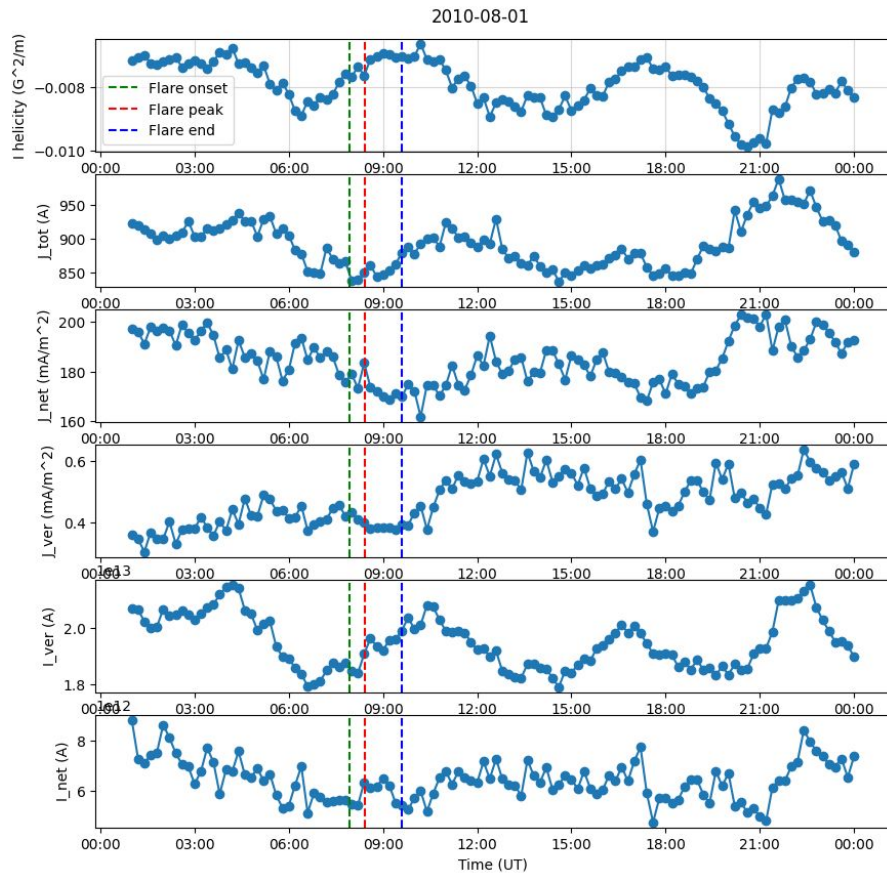 2010-08-01
I helicity (G^2/m)
−0.008
−0.010
Flare onset
Flare peak
Flare end
00:00 03:00 06:00 09:00 12:00 15:00 18:00 21:00 00:00
J_tot (A)
950
900
850
00:00 03:00 06:00 09:00 12:00 15:00 18:00 21:00 00:00
J_net (mA/m^2)
200
180
160
00:00 03:00 06:00 09:00 12:00 15:00 18:00 21:00 00:00
J_ver (mA/m^2)
0.6
0.4
00:00 03:00 06:00 09:00 12:00 15:00 18:00 21:00 00:00
1e13
I_ver (A)
2.0
1.8
00:00 03:00 06:00 09:00 12:00 15:00 18:00 21:00 00:00
1e12
I_net (A)
8
6
00:00 03:00 06:00 09:00 12:00 15:00 18:00 21:00 00:00
Time (UT)